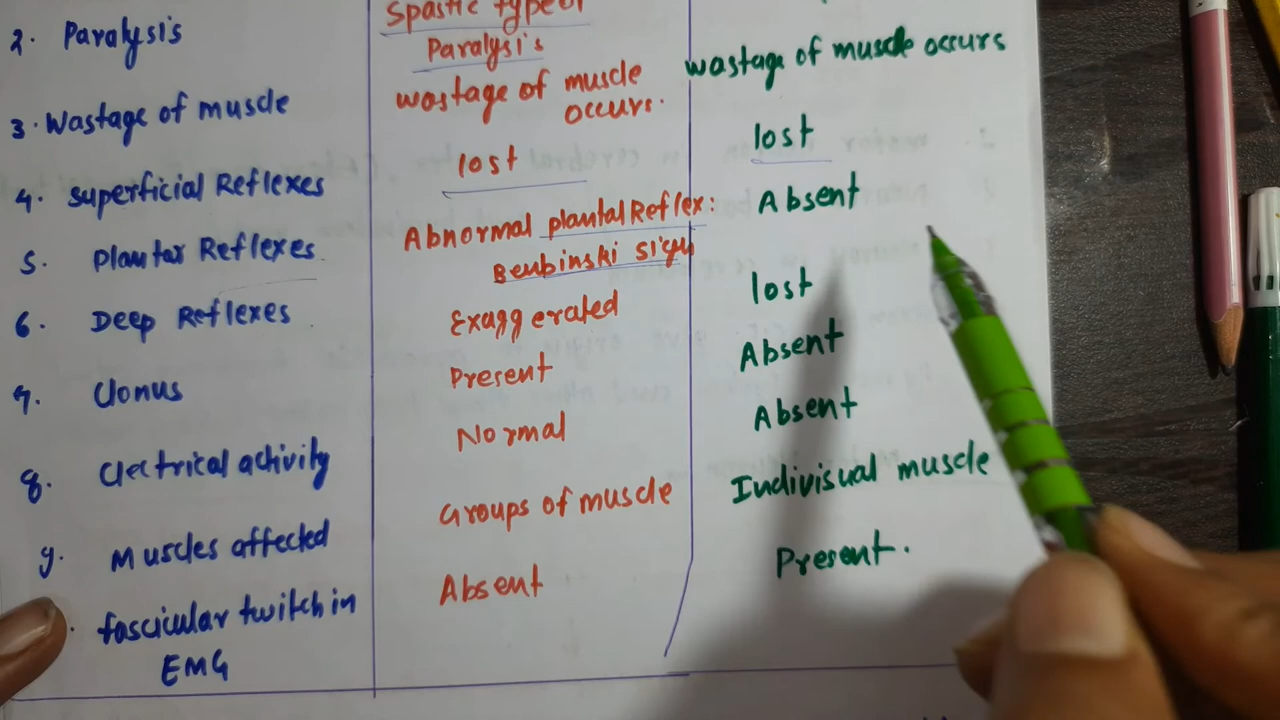 Spastic type of
2. Paralysis
Paralysis
wastage of muscle occurs
3. Wastage of muscle
wastage of muscle
occurs.
lost
lost
4. Superficial Reflexes
Absent
Abnormal plantal Reflex:
5. Plantar Reflexes
Beubinski sign
lost
6. Deep Reflexes
Exaggerated
Absent
7. Clonus
Present
Absent
8. Electrical activity
Normal
Indivisual muscle
9. Muscles affected
Groups of muscle
Present.
fascicular twitch in
EMG
Absent